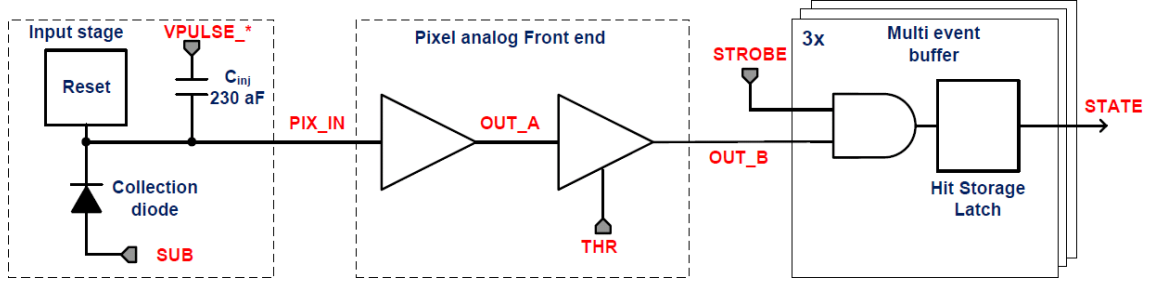 Input stage
VPULSE_*
Reset
Cinj
230 aF
PIX_IN
Collection
diode
SUB
Pixel analog Front end
OUT_A
OUT_B
THR
3x
Multi event
buffer
STROBE
STATE
Hit Storage
Latch